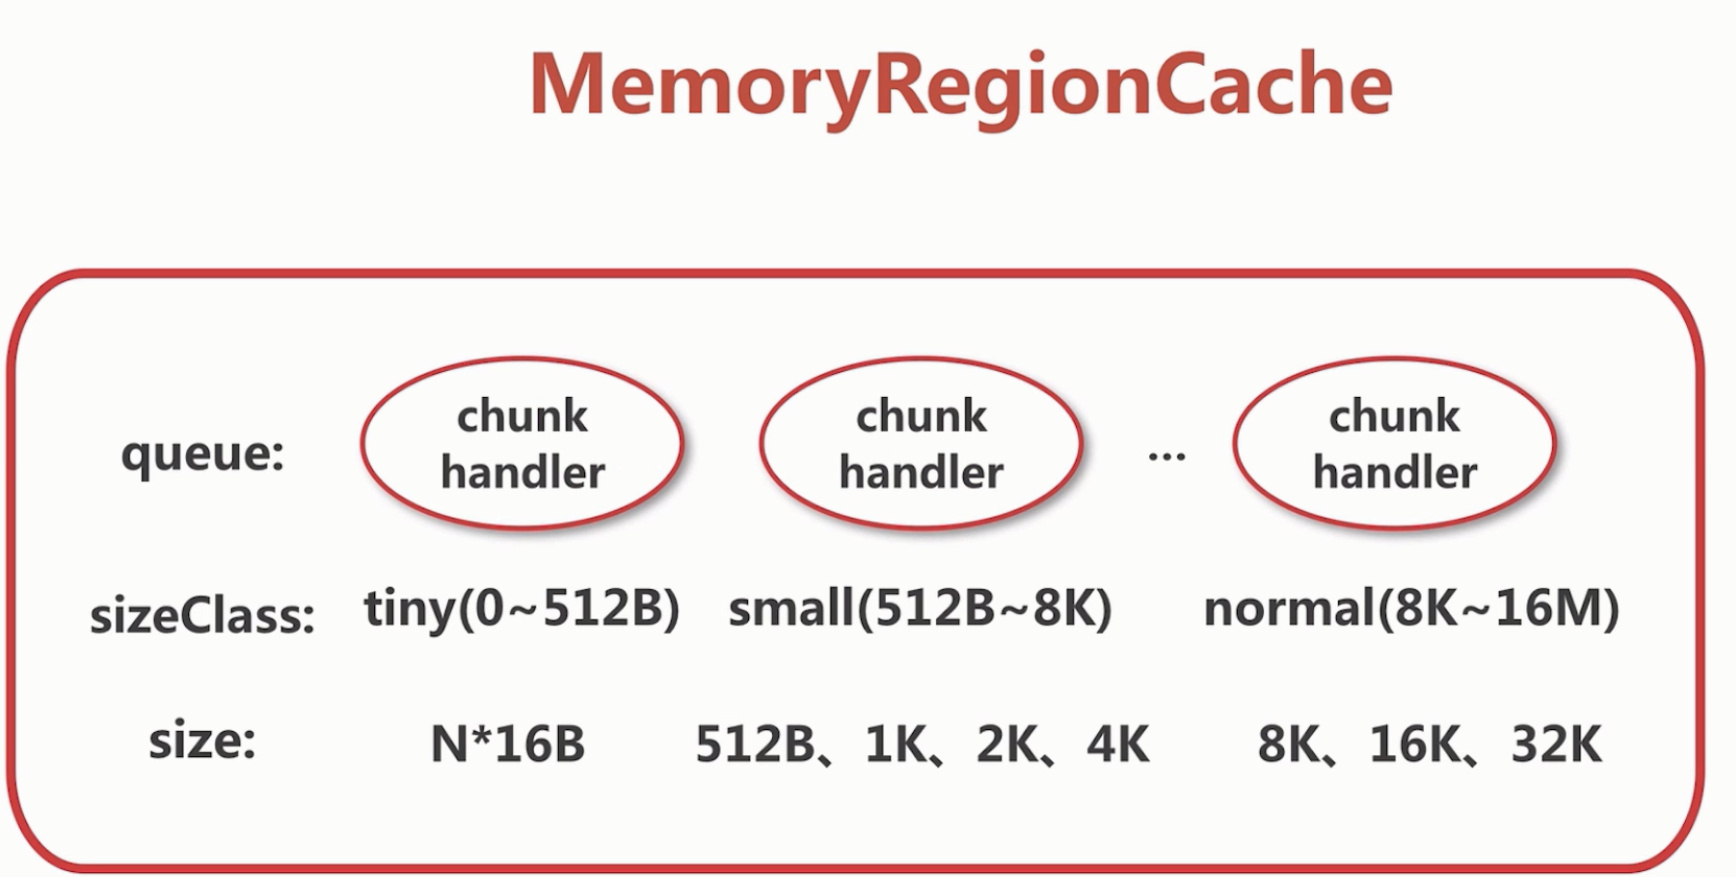 MemoryRegionCache
queue:
chunk
handler
chunk
handler
...
chunk
handler
sizeClass: tiny(0~512B) small(512B~8K) normal(8K~16M)
size: N*16B 512B、1K、2K、4K 8K、16K、32K